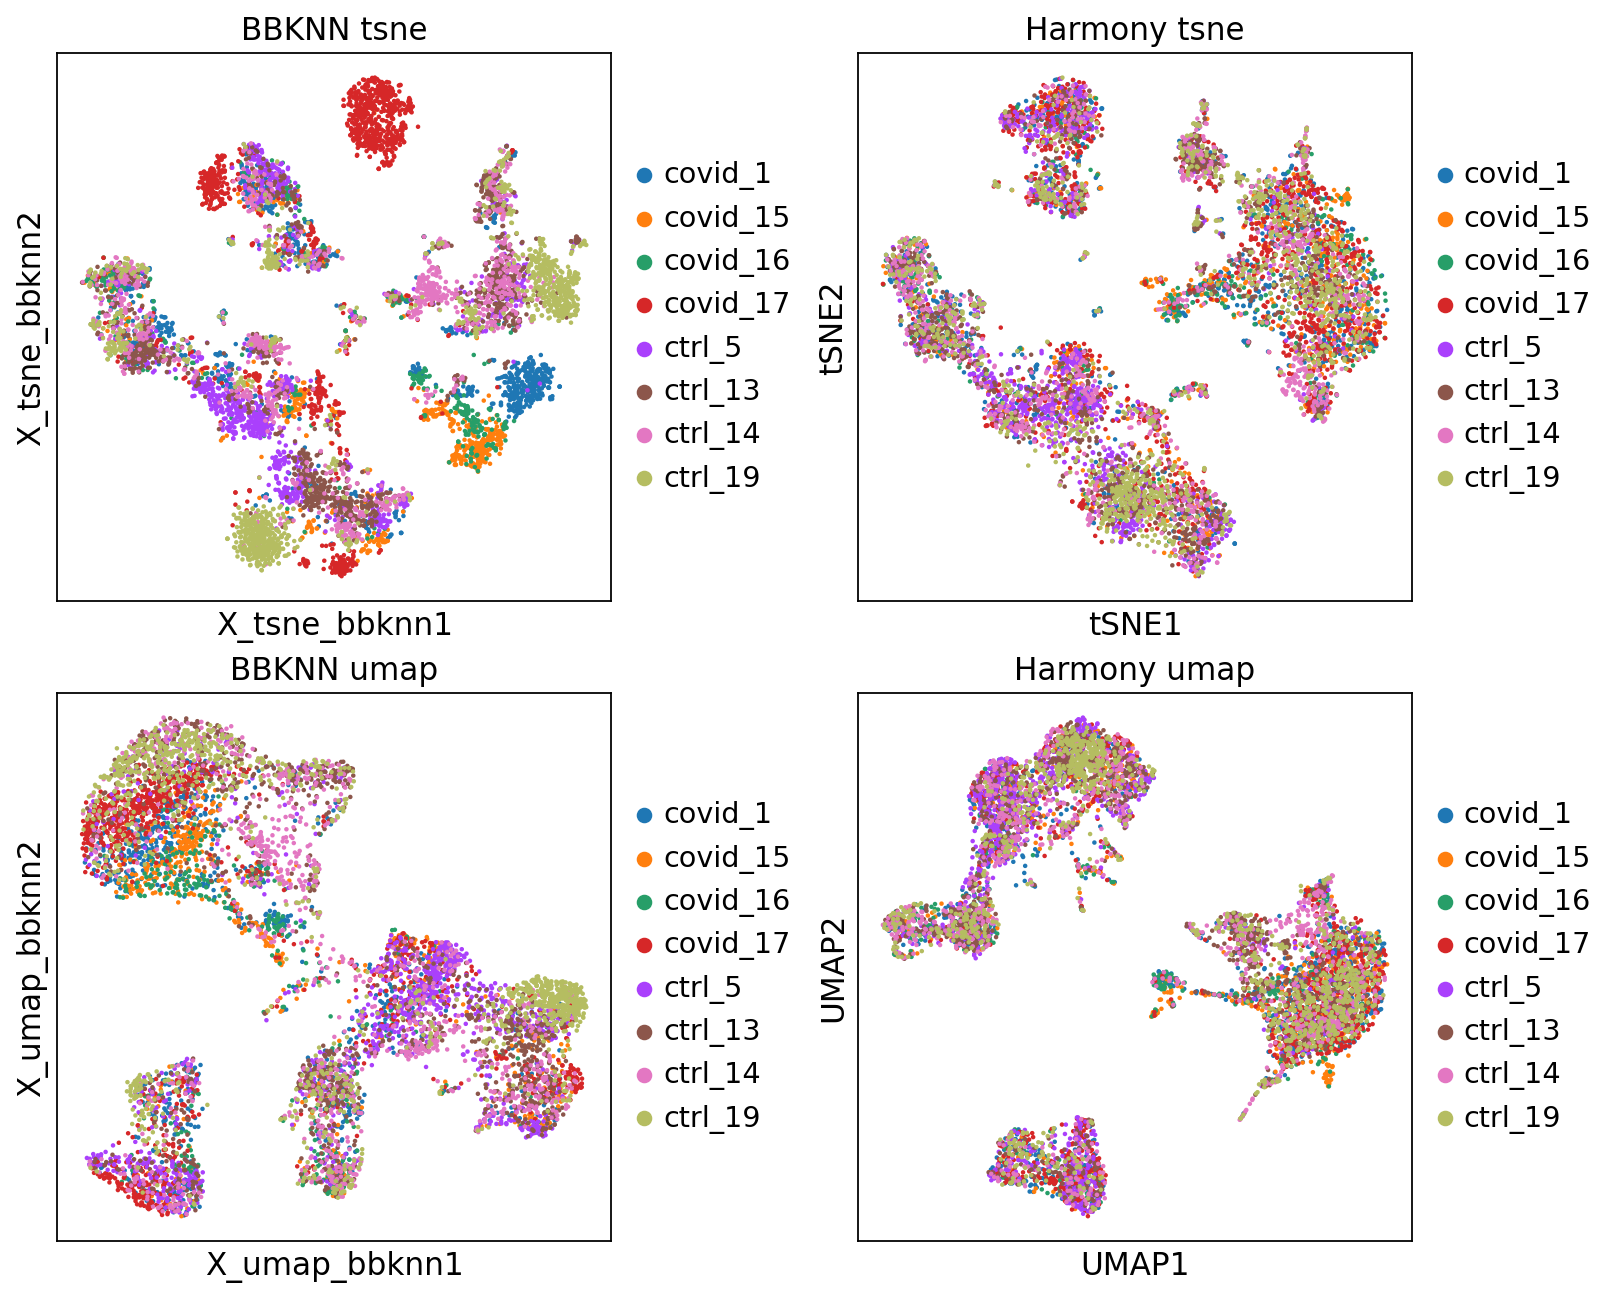 BBKNN tsne
X_tsne_bbknn2
X_tsne_bbknn1
covid_1
covid_15
covid_16
covid_17
ctrl_5
ctrl_13
ctrl_14
ctrl_19
Harmony tsne
tSNE2
tSNE1
covid_1
covid_15
covid_16
covid_17
ctrl_5
ctrl_13
ctrl_14
ctrl_19
BBKNN umap
X_umap_bbknn2
X_umap_bbknn1
covid_1
covid_15
covid_16
covid_17
ctrl_5
ctrl_13
ctrl_14
ctrl_19
Harmony umap
UMAP2
UMAP1
covid_1
covid_15
covid_16
covid_17
ctrl_5
ctrl_13
ctrl_14
ctrl_19